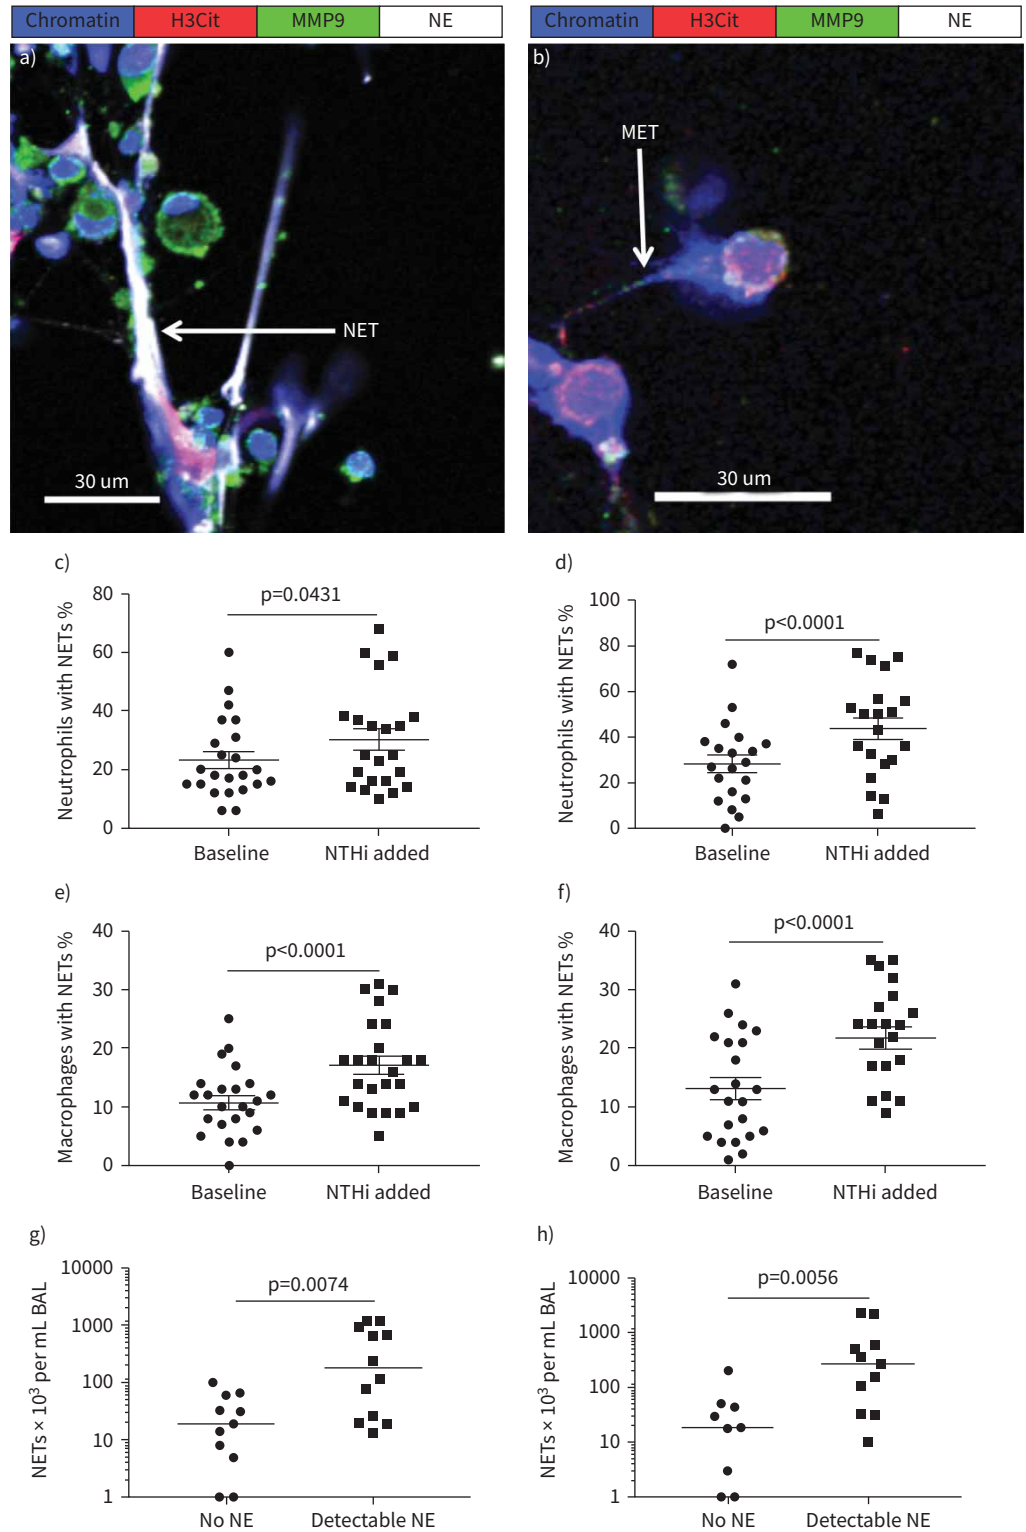 Chromatin H3Cit MMP9 NE
Chromatin H3Cit MMP9 NE
a)
NET
30 um
b)
MET
30 um
c)
Neutrophils with NETs %
80
60
40
20
0
p=0.0431
Baseline NTHi added
d)
Neutrophils with NETs %
100
80
60
40
20
0
p<0.0001
Baseline NTHi added
e)
Macrophages with NETs %
40
30
20
10
0
p<0.0001
Baseline NTHi added
f)
Macrophages with NETs %
40
30
20
10
0
p<0.0001
Baseline NTHi added
g)
NETs × 10³ per mL BAL
10000
1000
100
10
1
p=0.0074
No NE Detectable NE
h)
NETs × 10³ per mL BAL
10000
1000
100
10
1
p=0.0056
No NE Detectable NE